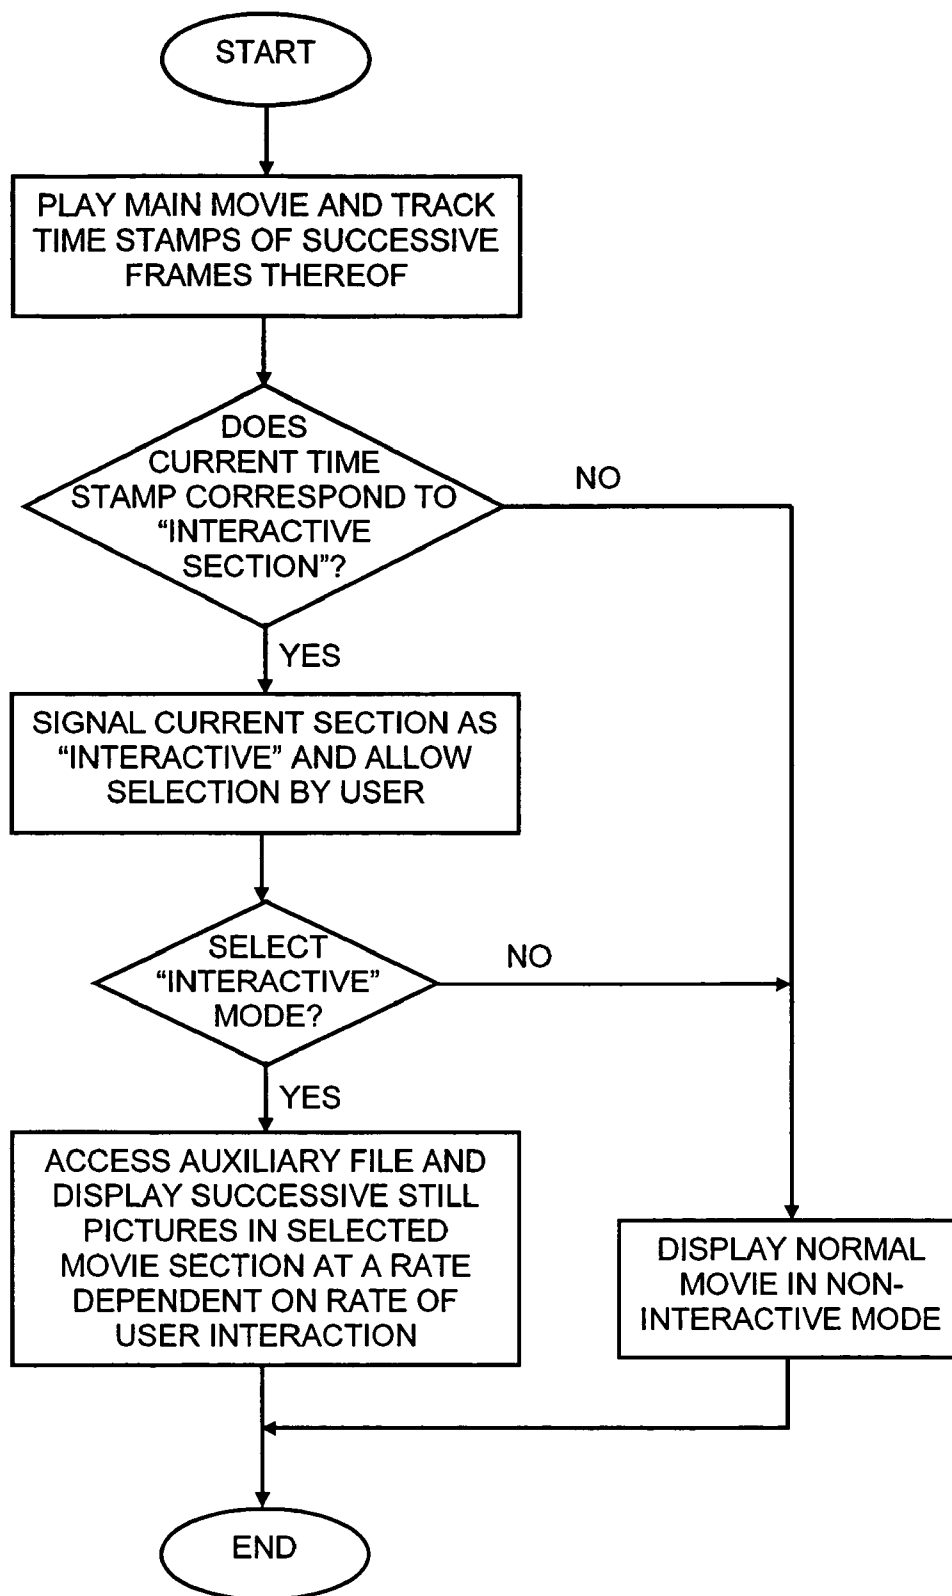 START
PLAY MAIN MOVIE AND TRACK
TIME STAMPS OF SUCCESSIVE
FRAMES THEREOF
DOES
CURRENT TIME
STAMP CORRESPOND TO
“INTERACTIVE
SECTION”?
NO
YES
SIGNAL CURRENT SECTION AS
“INTERACTIVE” AND ALLOW
SELECTION BY USER
SELECT
“INTERACTIVE”
MODE?
NO
YES
ACCESS AUXILIARY FILE AND
DISPLAY SUCCESSIVE STILL
PICTURES IN SELECTED
MOVIE SECTION AT A RATE
DEPENDENT ON RATE OF
USER INTERACTION
DISPLAY NORMAL
MOVIE IN NON-
INTERACTIVE MODE
END